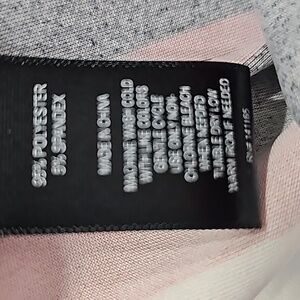 95% POLYESTER
5% SPANDEX
MADE IN CHINA
MACHINE WASH COLD
WITH LIKE COLORS
GENTLE CYCLE
USE ONLY NON-
CHLORINE BLEACH
WHEN NEEDED
TUMBLE DRY LOW
WARM IRON IF NEEDED